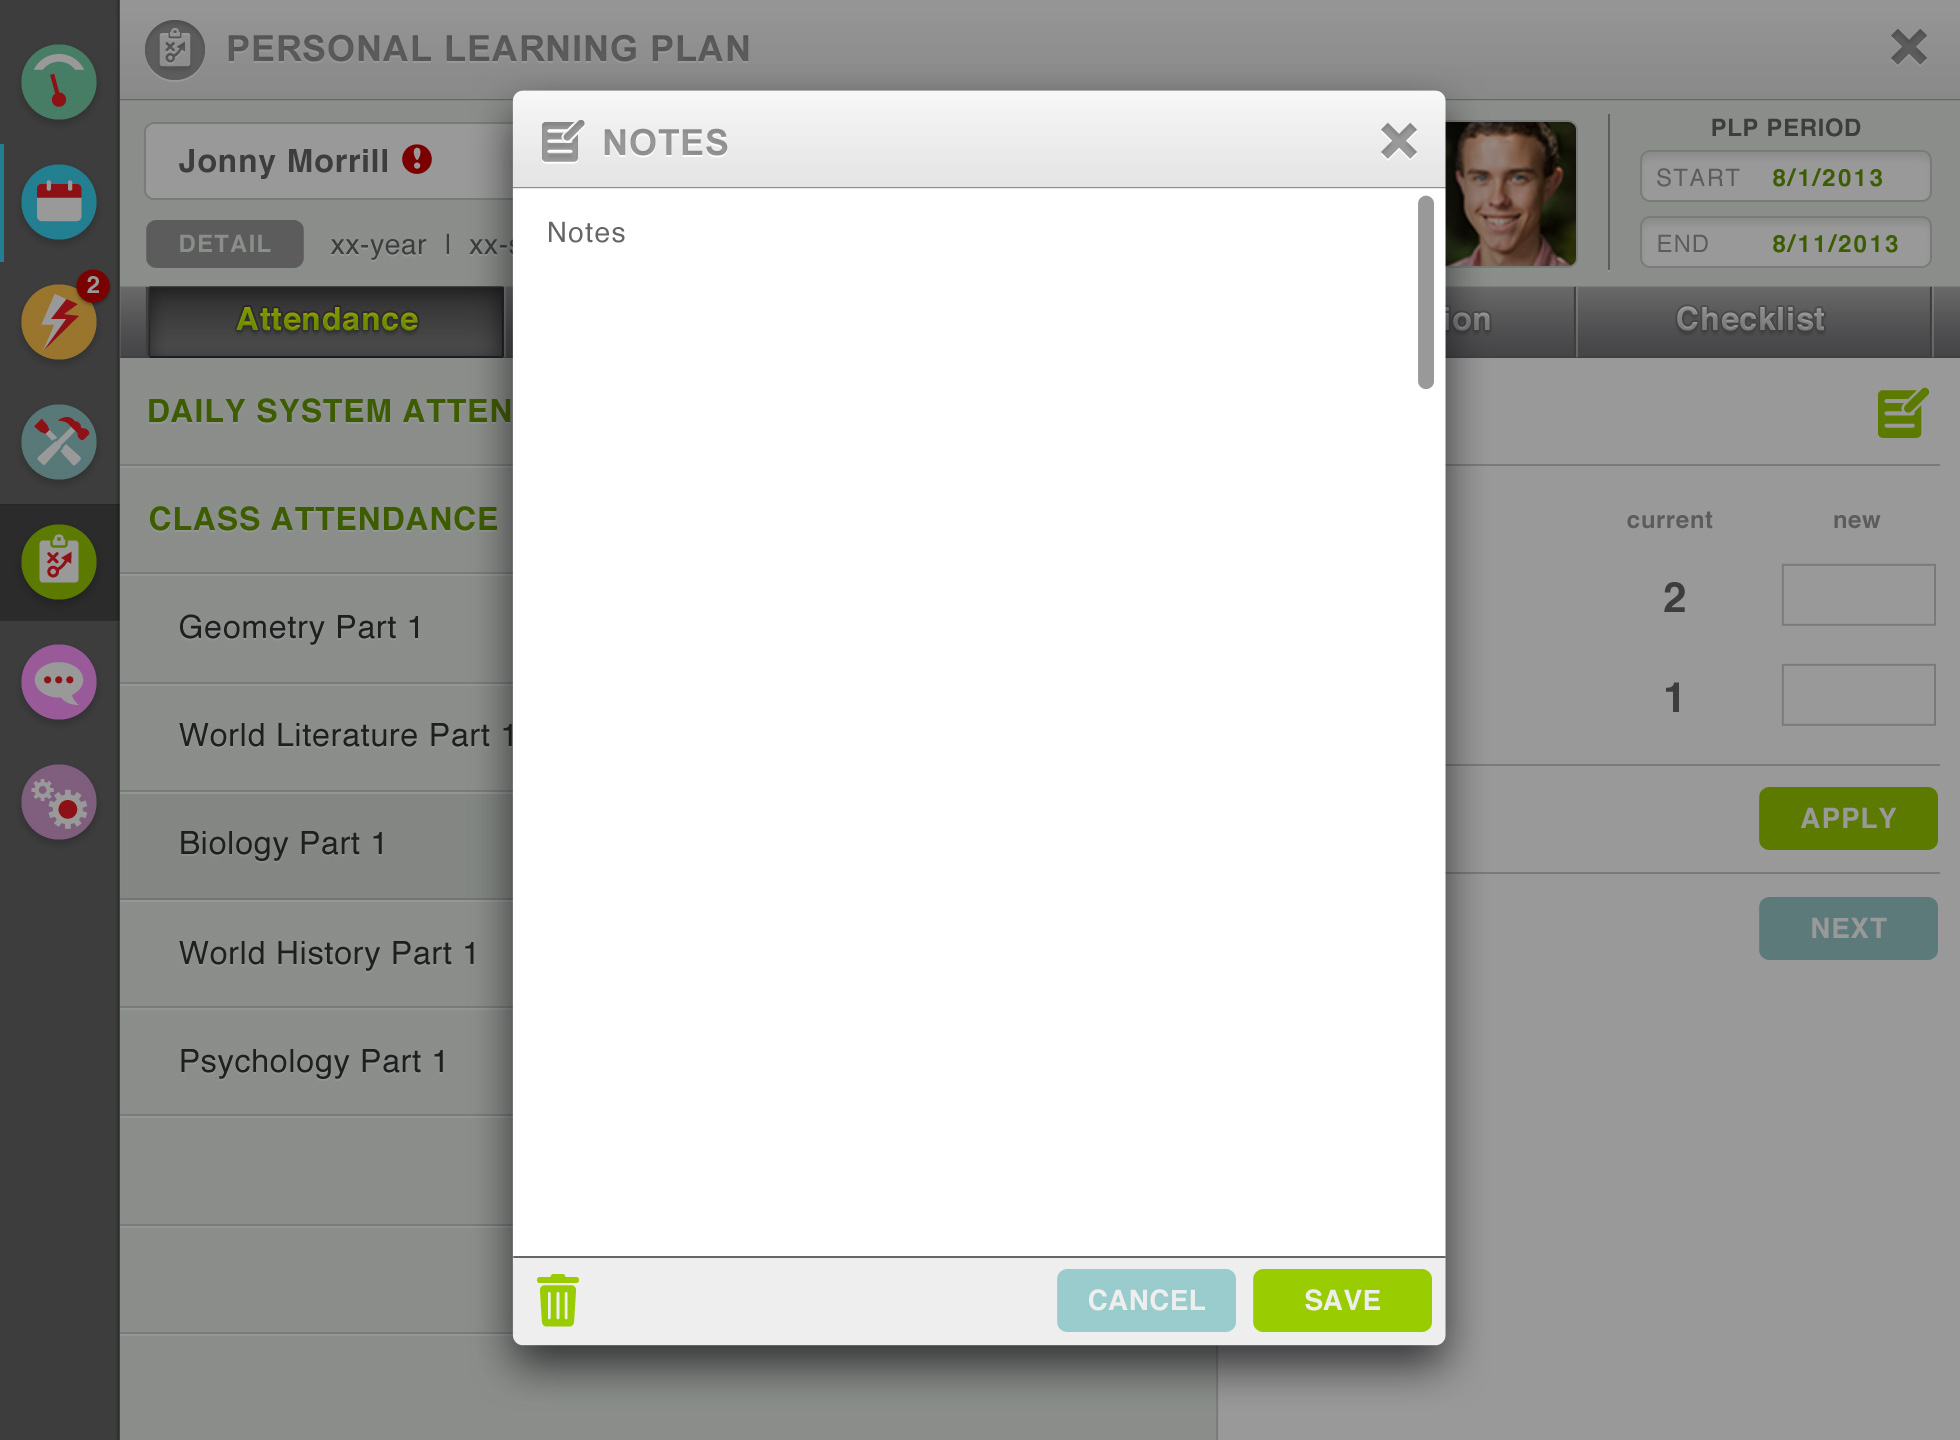 PERSONAL LEARNING PLAN
NOTES
Jonny Morrill
PLP PERIOD
START 8/1/2013
END 8/11/2013
DETAIL xx-year | xx-s
Notes
2
Attendance
ion
Checklist
DAILY SYSTEM ATTEN
CLASS ATTENDANCE
current new
Geometry Part 1
2
World Literature Part 1
1
Biology Part 1
APPLY
World History Part 1
NEXT
Psychology Part 1
CANCEL SAVE